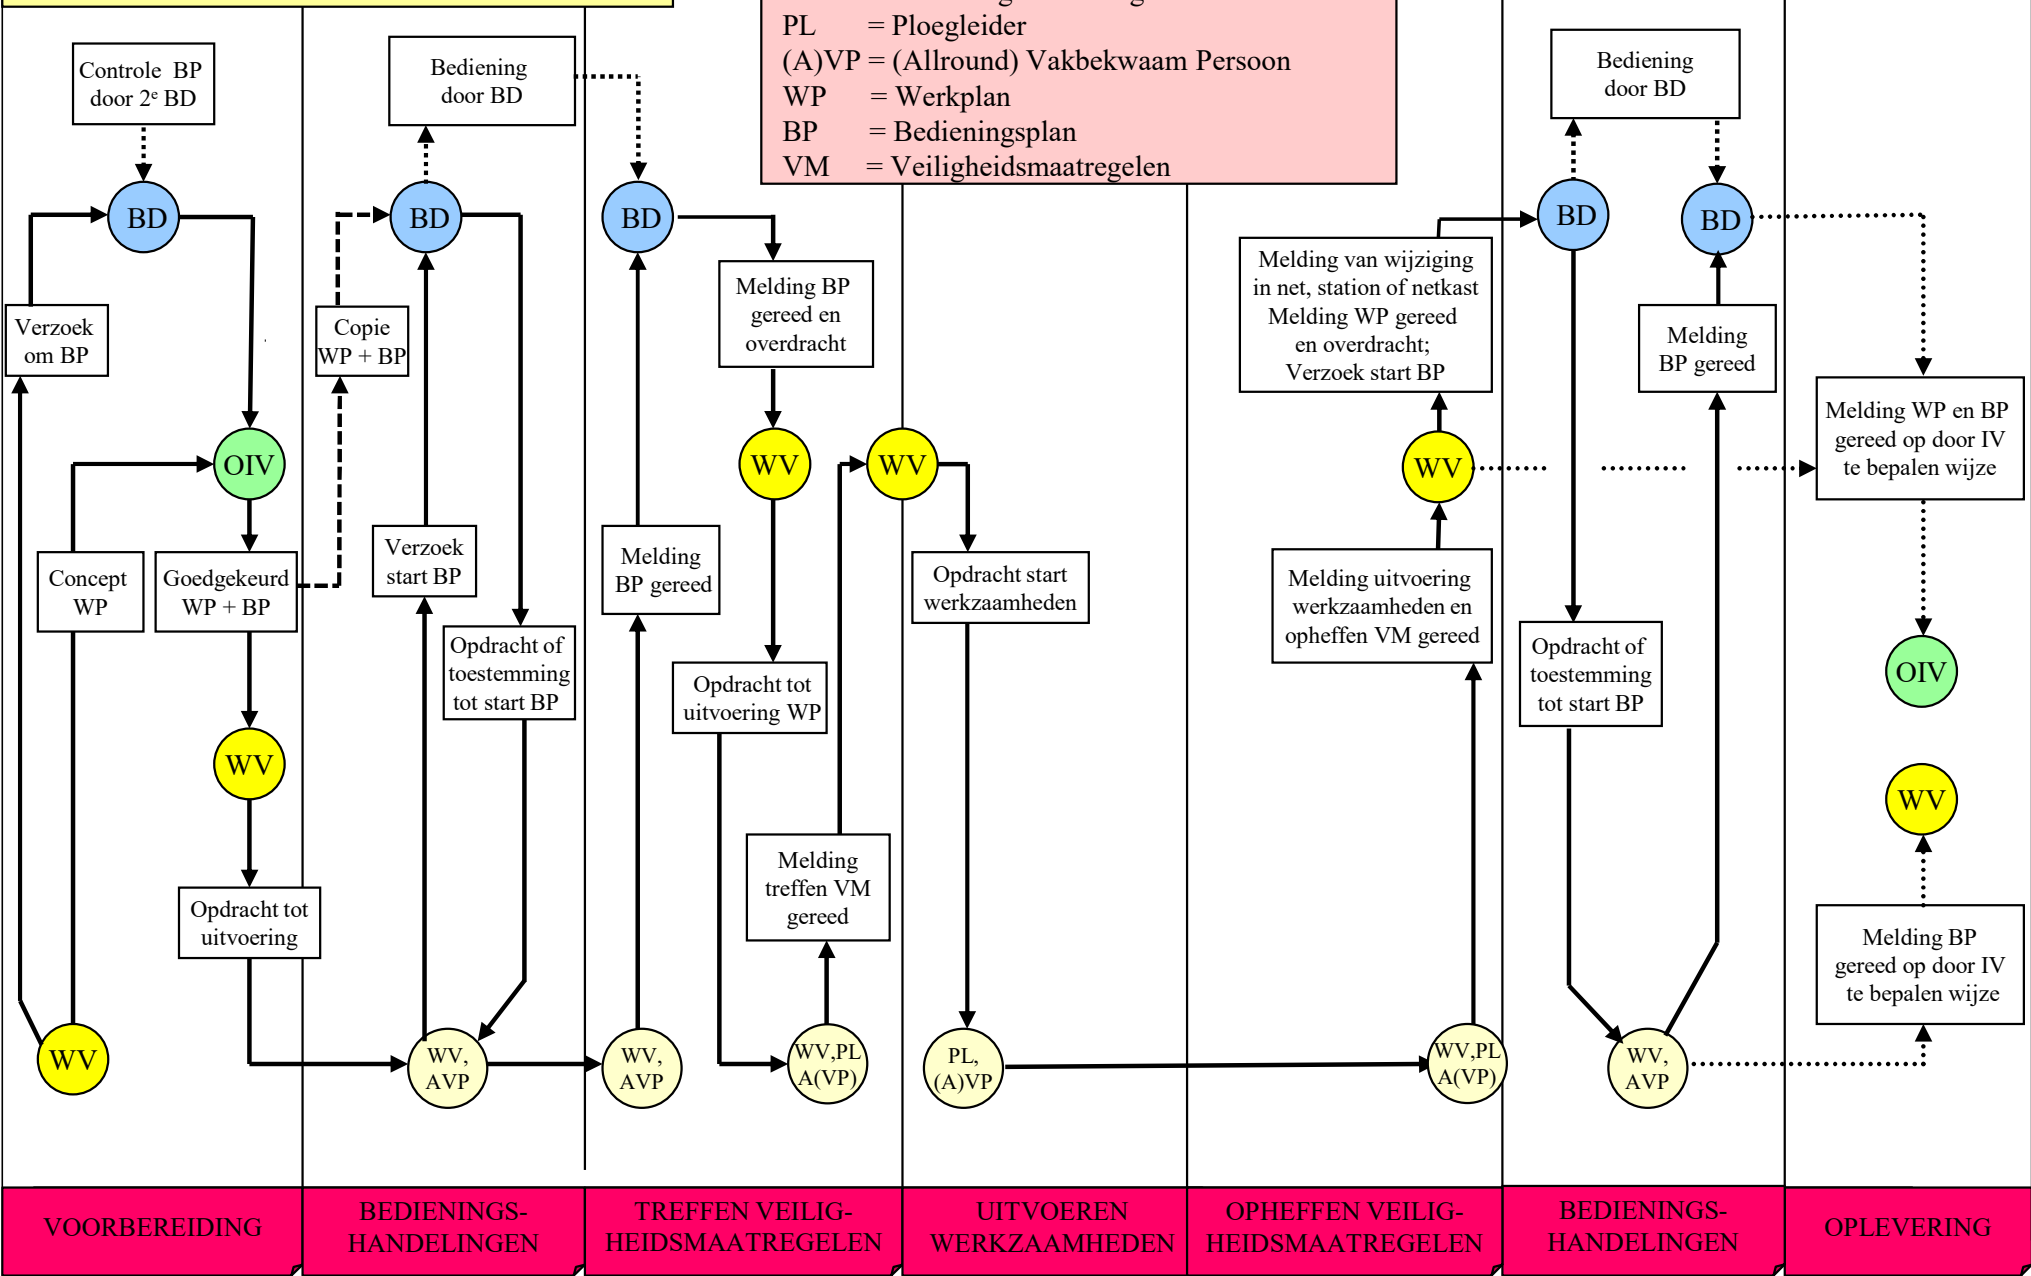 PL = Ploegleider
(A)VP = (Allround) Vakbekwaam Persoon
WP = Werkplan
BP = Bedieningsplan
VM = Veiligheidsmaatregelen
Controle BP
door 2e BD
BD
Verzoek
om BP
OIV
Concept
WP
Goedgekeurd
WP + BP
WV
Opdracht tot
uitvoering
WV
Bediening
door BD
BD
Copie
WP + BP
Verzoek
start BP
Opdracht of
toestemming
tot start BP
WV,
AVP
BD
Melding BP
gereed en
overdracht
WV
Melding
BP gereed
Opdracht tot
uitvoering WP
Melding
treffen VM
gereed
WV,
AVP
WV,PL
A(VP)
WV
Opdracht start
werkzaamheden
PL,
(A)VP
Melding van wijziging
in net, station of netkast
Melding WP gereed
en overdracht;
Verzoek start BP
WV
Melding uitvoering
werkzaamheden en
opheffen VM gereed
WV,PL
A(VP)
Bediening
door BD
BD
BD
Melding
BP gereed
Opdracht of
toestemming
tot start BP
WV,
AVP
Melding WP en BP
gereed op door IV
te bepalen wijze
OIV
WV
Melding BP
gereed op door IV
te bepalen wijze
VOORBEREIDING
BEDIENINGS-
HANDELINGEN
TREFFEN VEILIG-
HEIDSMAATREGELEN
UITVOEREN
WERKZAAMHEDEN
OPHEFFEN VEILIG-
HEIDSMAATREGELEN
BEDIENINGS-
HANDELINGEN
OPLEVERING